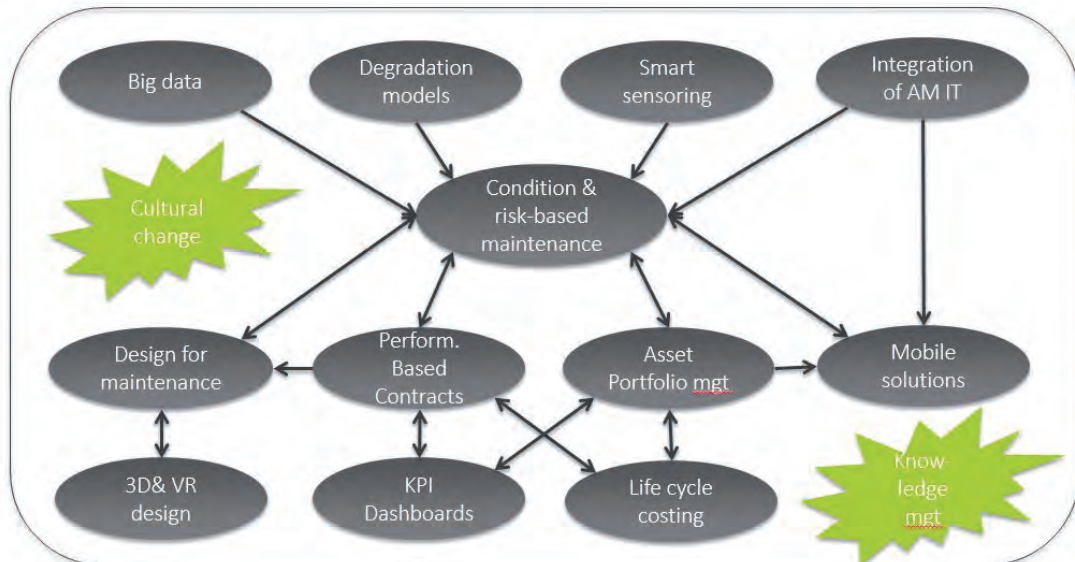 Big data
Degradation
models
Smart
sensoring
Integration
of AM IT
Cultural
change
Condition &
risk-based
maintenance
Design for
maintenance
Perform.
Based
Contracts
Asset
Portfolio mgt
Mobile
solutions
3D& VR
design
KPI
Dashboards
Life cycle
costing
Know-
ledge
mgt